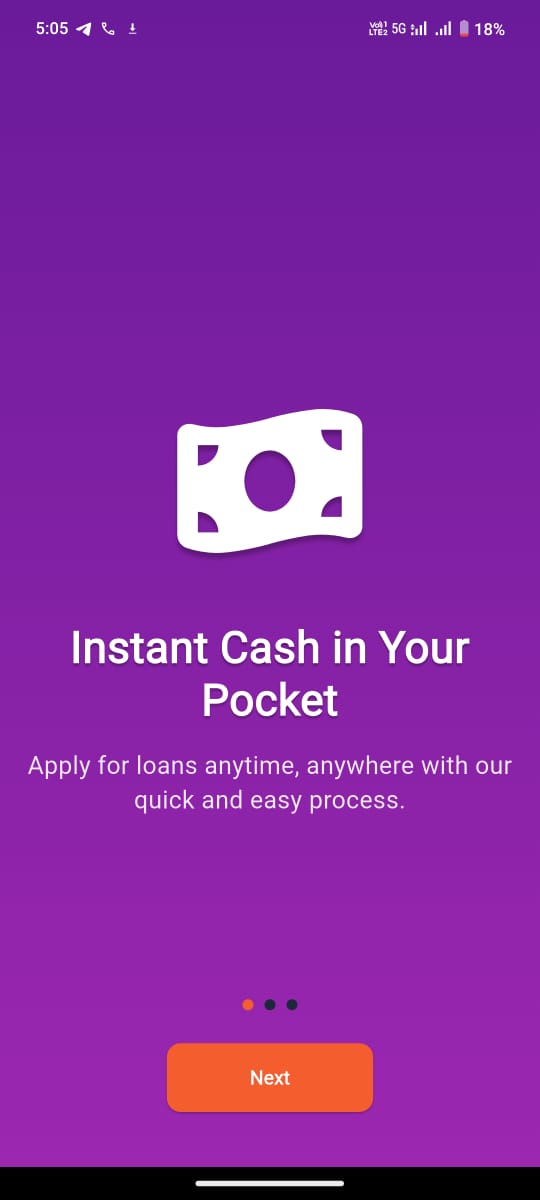 5:05
Vo) 1 LTE2 5G 18%
Instant Cash in Your
Pocket
Apply for loans anytime, anywhere with our
quick and easy process.
Next